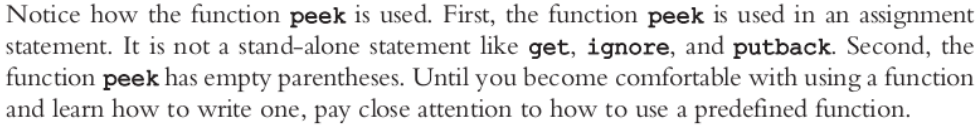 Notice how the function peek is used. First, the function peek is used in an assignment
statement. It is not a stand-alone statement like get, ignore, and putback. Second, the
function peek has empty parentheses. Until you become comfortable with using a function
and learn how to write one, pay close attention to how to use a predefined function.